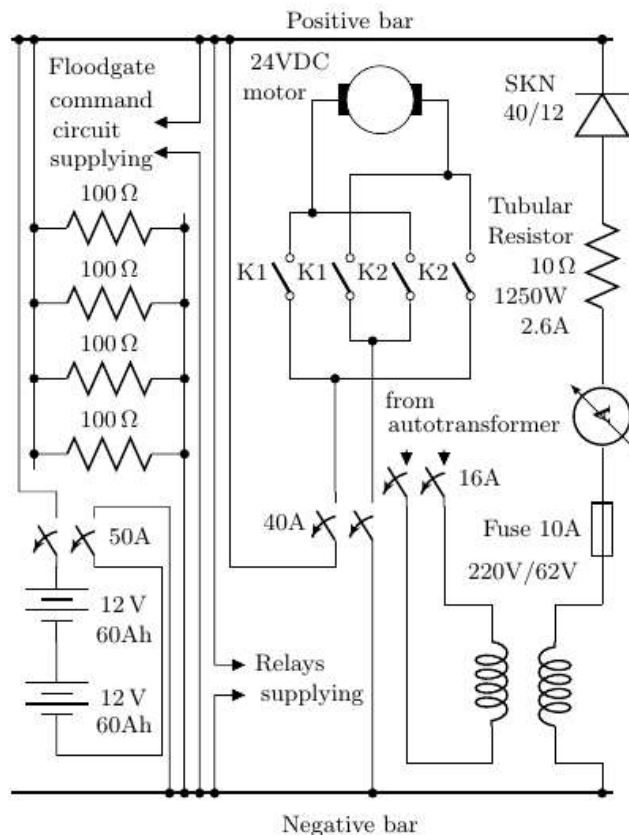 Positive bar
Floodgate
command
circuit
supplying
24VDC
motor
SKN
40/12
100 Ω
100 Ω
100 Ω
100 Ω
K1
K1
K2
K2
Tubular
Resistor
10 Ω
1250W
2.6A
from
autotransformer
A
16A
50A
40A
Fuse 10A
220V/62V
12 V
60Ah
12 V
60Ah
Relays
supplying
Negative bar